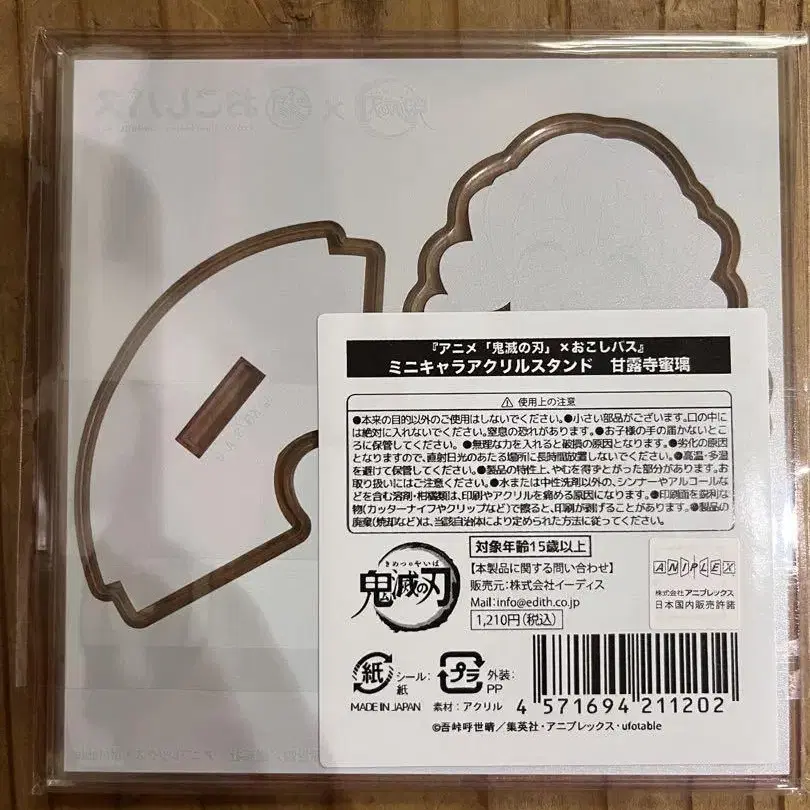 おこしバス × 鬼滅の刃
『アニメ「鬼滅の刃」×おこしバス』
ミニキャラアクリルスタンド 甘露寺蜜璃
使用上の注意
●本来の目的以外のご使用はしないでください。●小さい部品がございます。口の中に
は絶対に入れないでください。窒息の恐れがあります。●お子様の手の届かないとこ
ろに保管してください。●無理な力を入れると破損の原因となります。●劣化の原因
となりますので、直射日光のあたる場所に長時間放置しないでください。●高温・多湿
を避けて保管してください。●製品の特性上、やむを得ずとがった部分があります。お
取り扱いにはご注意ください。●水または中性洗剤以外の、シンナーやアルコールな
どを含む溶剤・柑橘類は、印刷やアクリルを痛める原因になります。●印刷面を鋭利な
物(カッターナイフやクリップなど)で擦ると、印刷が剥げることがあります。●製品の
廃棄(焼却など)は、当該自治体により定められた方法に従ってください。
きめつのやいば
鬼滅の刃
対象年齢15歳以上
【本製品に関する問い合わせ】
販売元:株式会社イーディス
Mail:info@edith.co.jp
1,210円(税込)
ANIPLEX
株式会社アニプレックス
日本国内販売許諾
紙 シール:紙
プラ 外装:PP
MADE IN JAPAN 素材:アクリル
4 571694 211202
©吾峠呼世晴/集英社・アニプレックス・ufotable